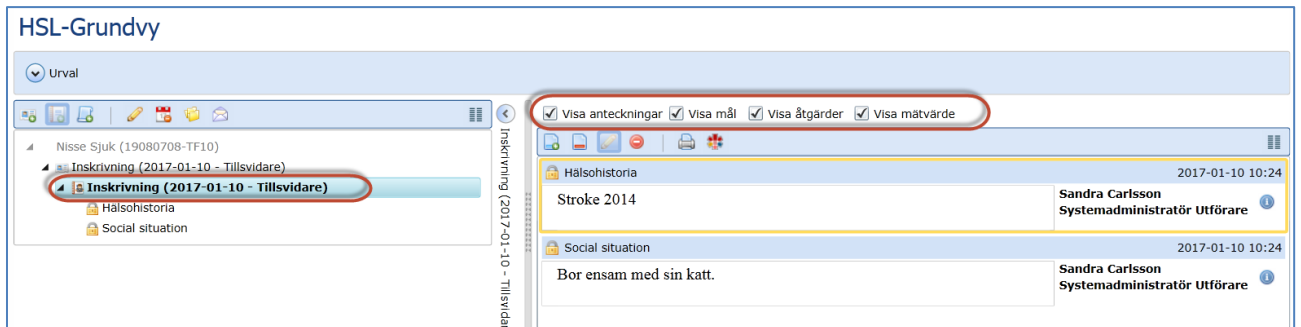 HSL-Grundvy
Urval
Nisse Sjuk (19080708-TF10)
Inskrivning (2017-01-10 - Tillsvidare)
Inskrivning (2017-01-10 - Tillsvidare)
Hälsohistoria
Social situation
Inskrivning (2017-01-10 - Tillsvidar
Visa anteckningar Visa mål Visa åtgärder Visa mätvärde
Hälsohistoria 2017-01-10 10:24
Stroke 2014
Sandra Carlsson
Systemadministratör Utförare
Social situation 2017-01-10 10:24
Bor ensam med sin katt.
Sandra Carlsson
Systemadministratör Utförare